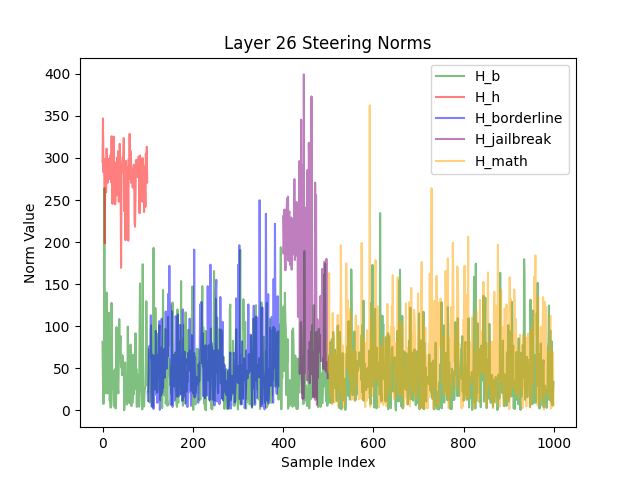 Layer 26 Steering Norms
Norm Value
400
350
300
250
200
150
100
50
0
0
200
400
600
800
1000
Sample Index
H_b
H_h
H_borderline
H_jailbreak
H_math